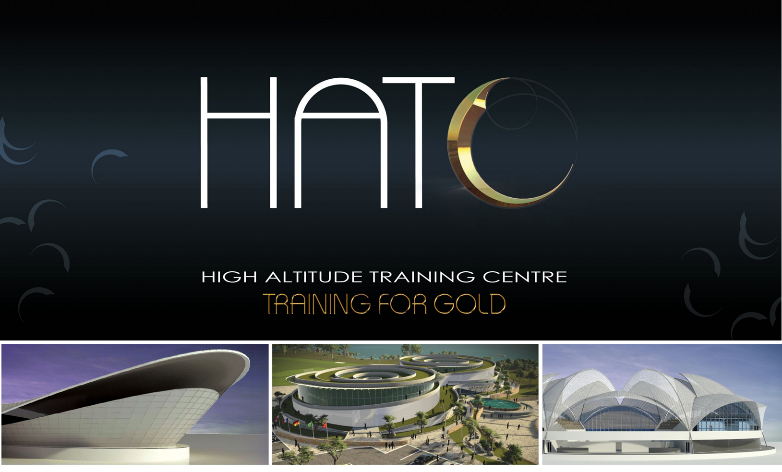 HATC
HIGH ALTITUDE TRAINING CENTRE
TRAINING FOR GOLD